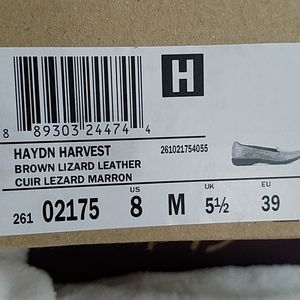 H
8 89303 24474 4
HAYDN HARVEST
261021754055
BROWN LIZARD LEATHER
CUIR LEZARD MARRON
US UK EU
261 02175 8 M 5½ 39